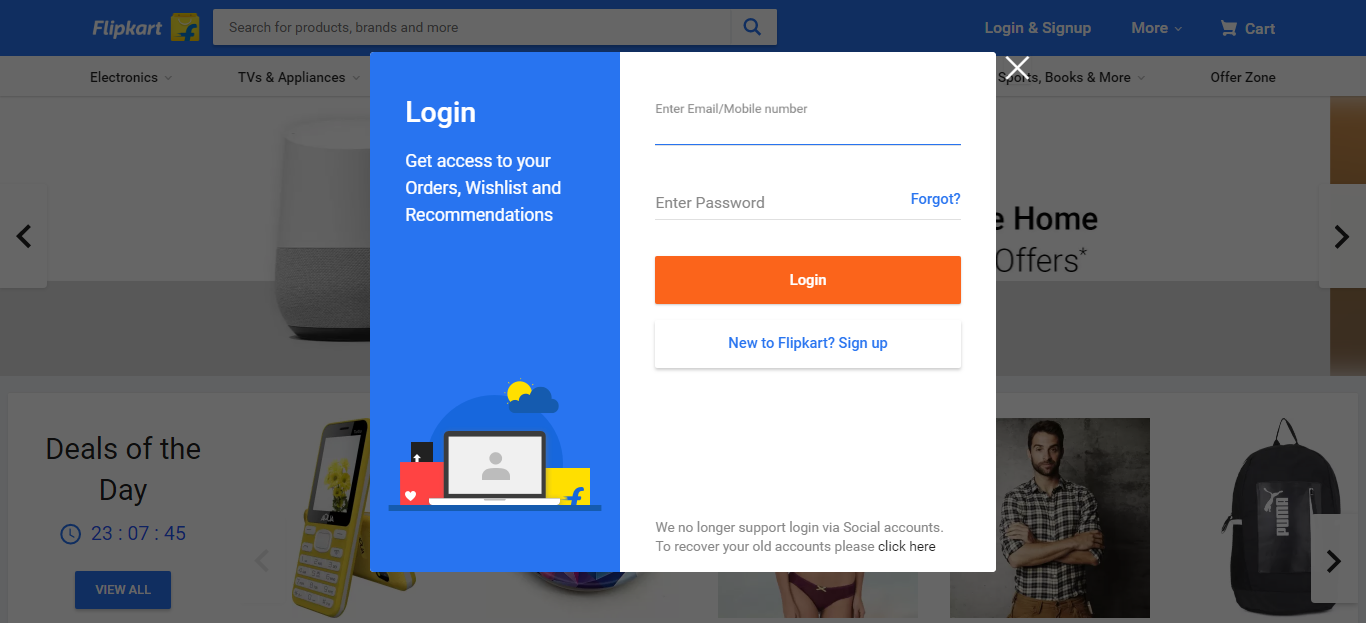 Flipkart
Search for products, brands and more
Login & Signup
More
Cart
Electronics
TVs & Appliances
Sports, Books & More
Offer Zone
Login
Get access to your
Orders, Wishlist and
Recommendations
Enter Email/Mobile number
Enter Password
Forgot?
Login
New to Flipkart? Sign up
We no longer support login via Social accounts.
To recover your old accounts please click here
e Home
Offers*
Deals of the
Day
23 : 07 : 45
VIEW ALL
PUMA